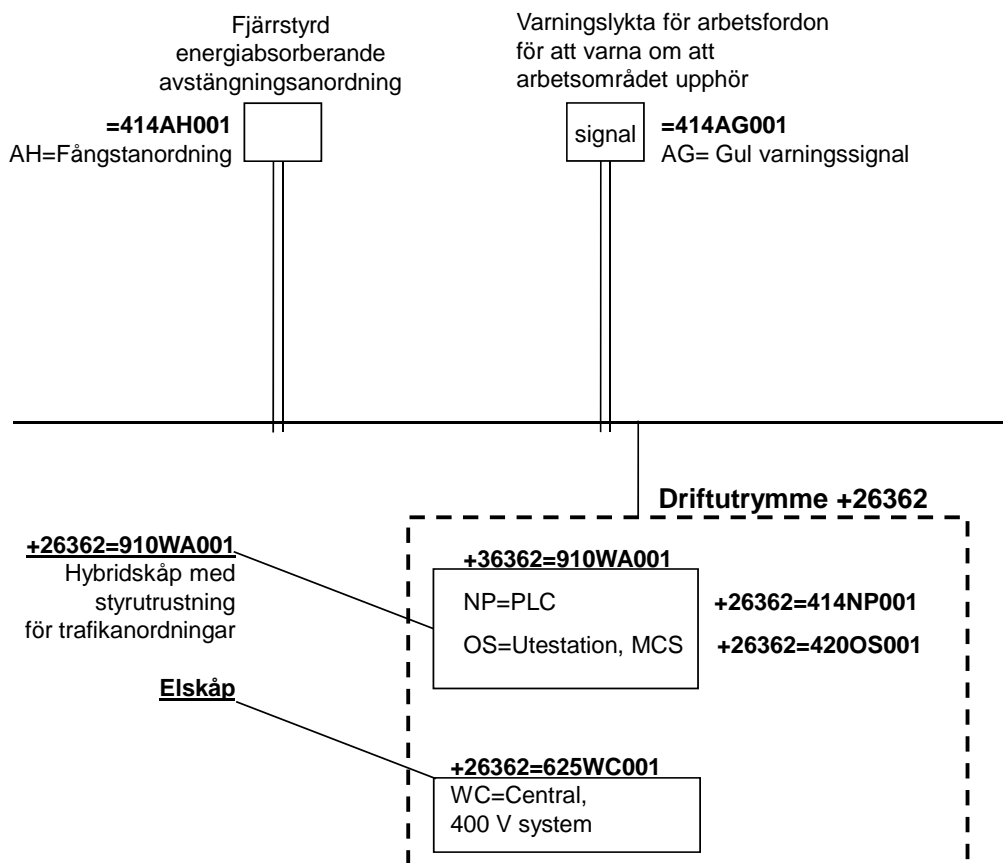 Fjärrstyrd
energiabsorberande
avstängningsanordning
=414AH001
AH=Fångstanordning
Varningslykta för arbetsfordon
för att varna om att
arbetsområdet upphör
signal
=414AG001
AG= Gul varningssignal
Driftutrymme +26362
+26362=910WA001
Hybridskåp med
styrutrustning
för trafikanordningar
+36362=910WA001
NP=PLC
+26362=414NP001
OS=Utestation, MCS
+26362=420OS001
Elskåp
+26362=625WC001
WC=Central,
400 V system